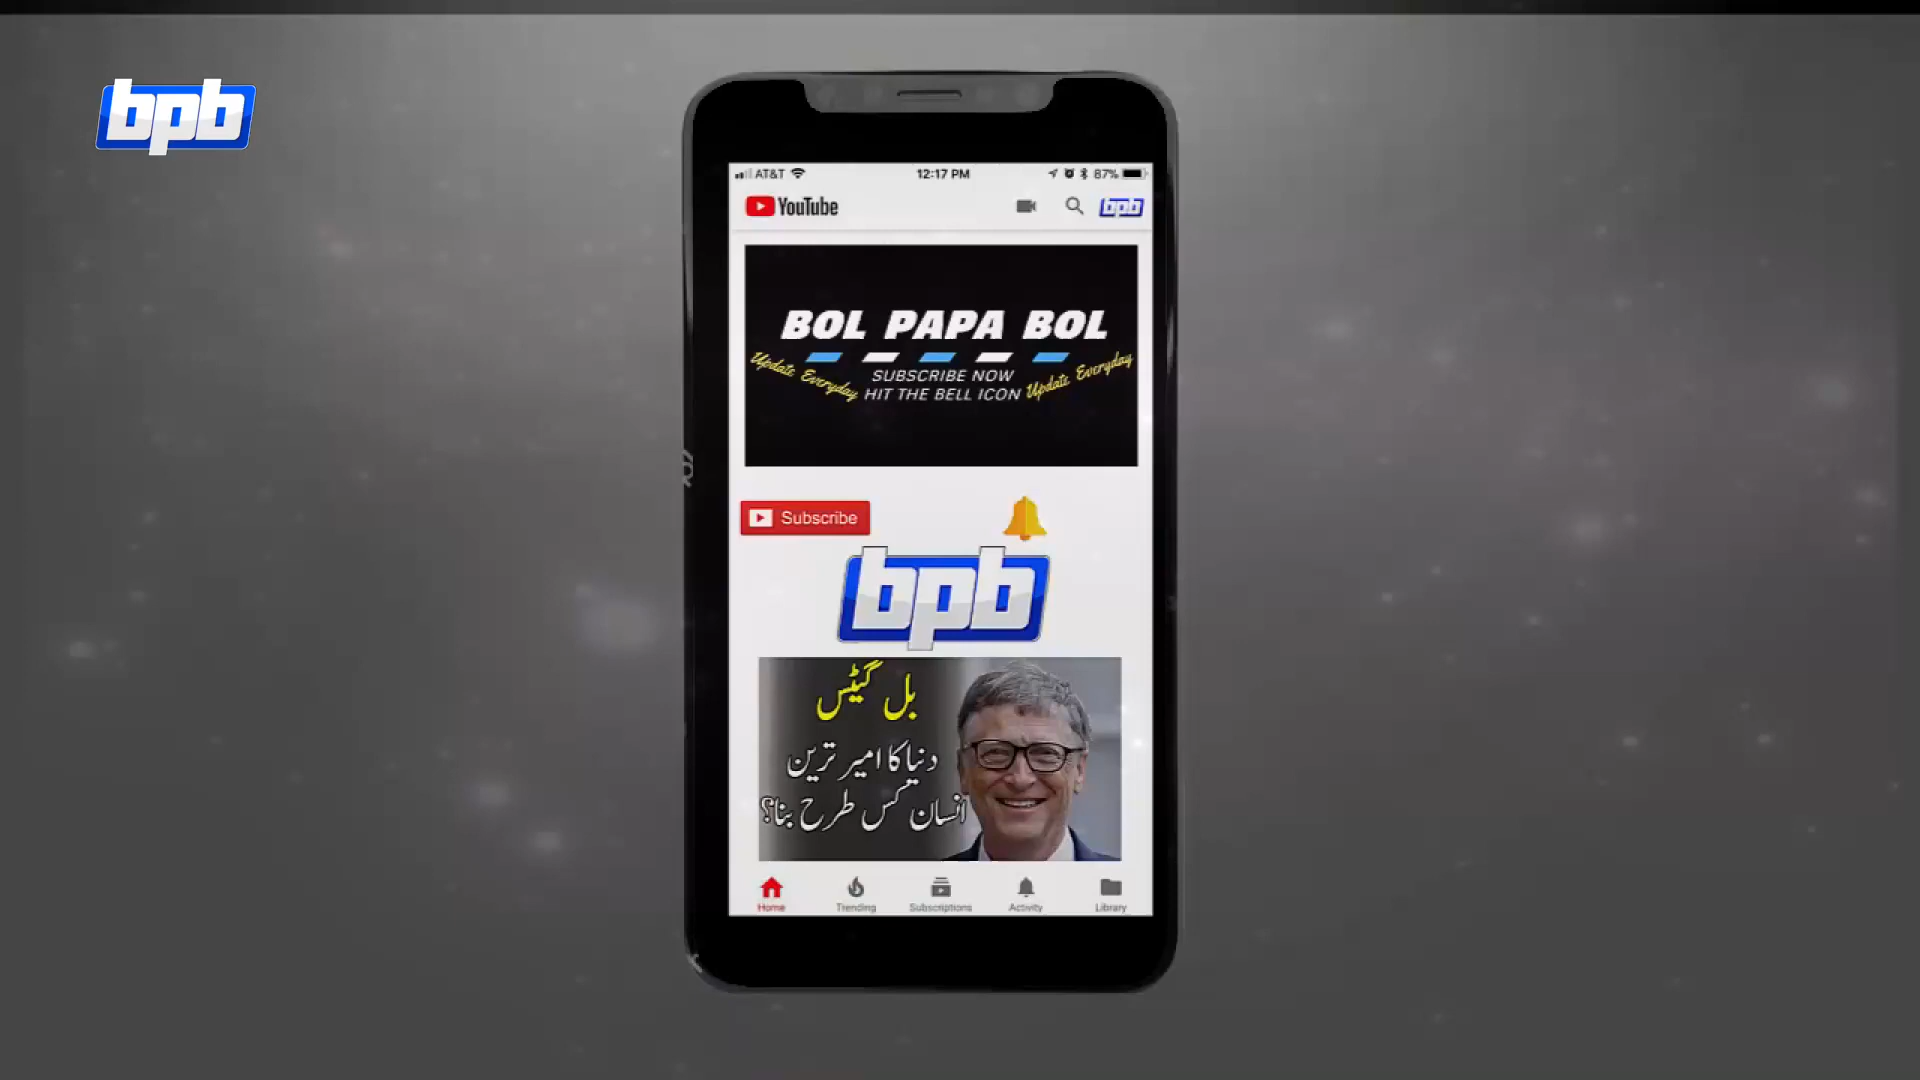 bpb
AT&T 12:17 PM 87%
YouTube bpb
BOL PAPA BOL
Update Everyday SUBSCRIBE NOW Update Everyday
HIT THE BELL ICON
Subscribe
bpb
بل گیٹس
دنیا کا امیر ترین
انسان کس طرح بنا؟
Home Trending Subscriptions Activity Library